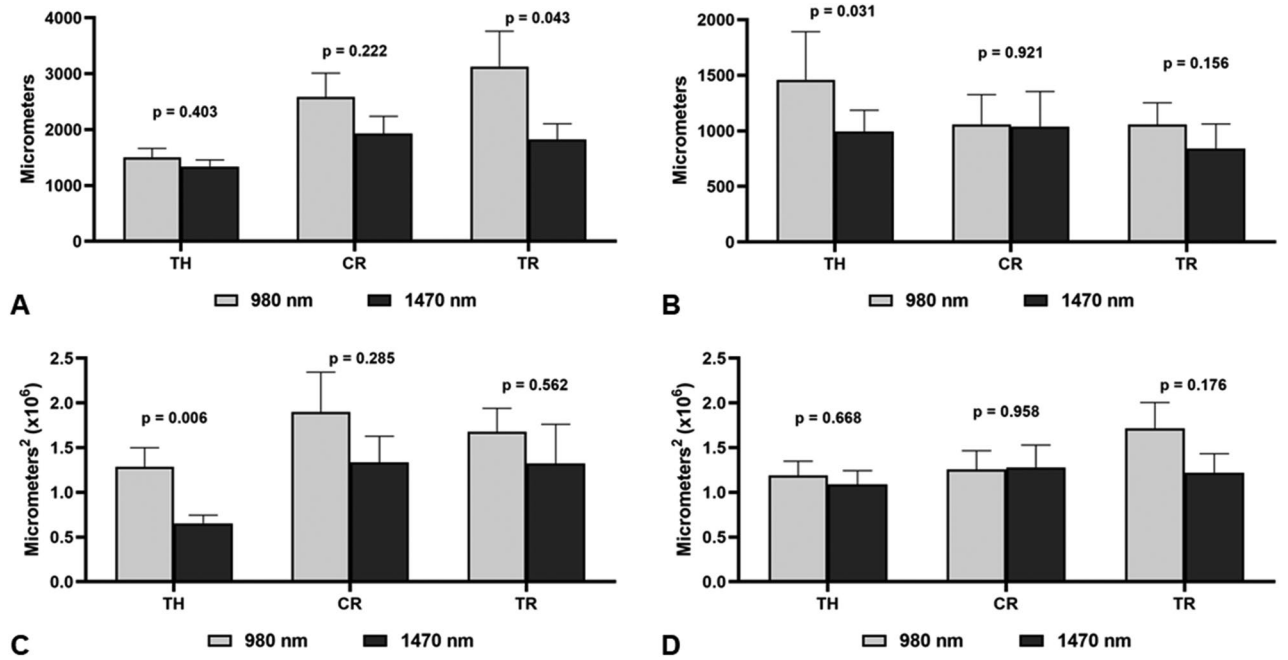 4000
3000
2000
1000
0
Micrometers
p = 0.403
p = 0.222
p = 0.043
TH
CR
TR
A
980 nm
1470 nm
2000
1500
1000
500
0
Micrometers
p = 0.031
p = 0.921
p = 0.156
TH
CR
TR
B
980 nm
1470 nm
2.5
2.0
1.5
1.0
0.5
0.0
Micrometers² (x10⁶)
p = 0.006
p = 0.285
p = 0.562
TH
CR
TR
C
980 nm
1470 nm
2.5
2.0
1.5
1.0
0.5
0.0
Micrometers² (x10⁶)
p = 0.668
p = 0.958
p = 0.176
TH
CR
TR
D
980 nm
1470 nm